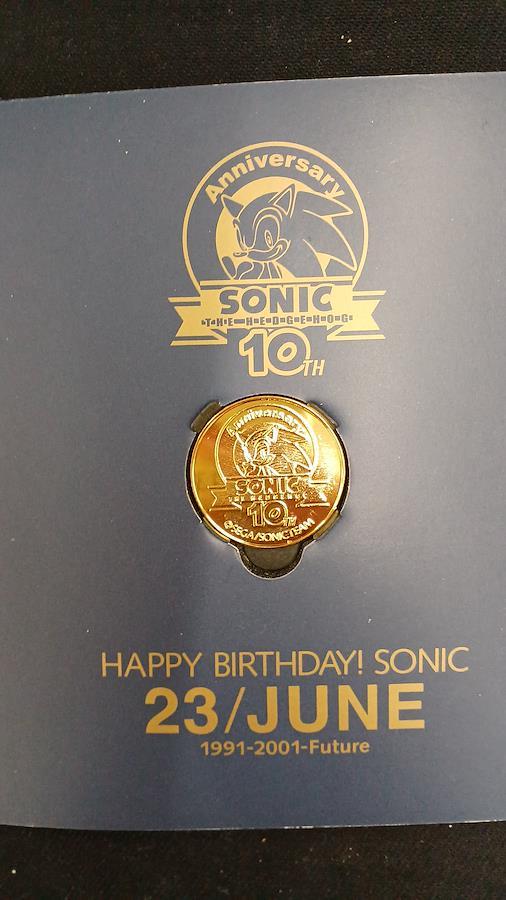 Anniversary
SONIC
THE HEDGEHOG
10TH
Anniversary
SONIC
THE HEDGEHOG
10TH
©SEGA/SONICTEAM
HAPPY BIRTHDAY! SONIC
23/JUNE
1991-2001-Future